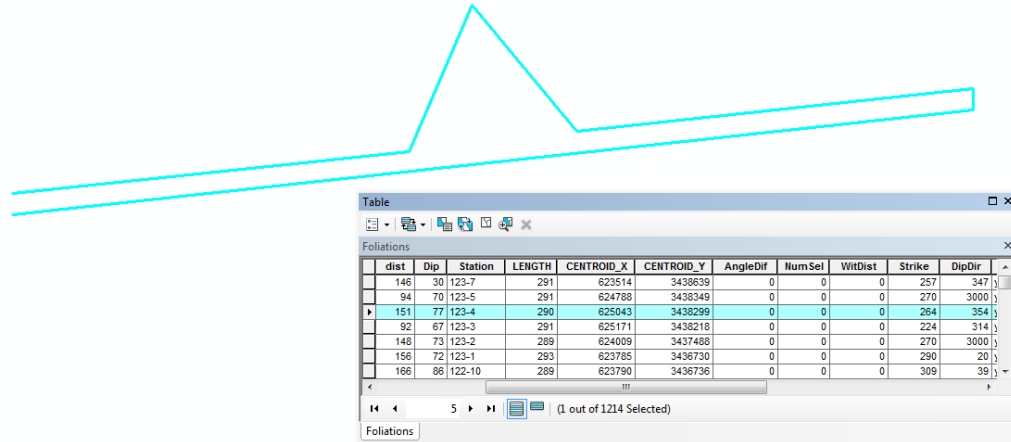 Table
Foliations
dist Dip Station LENGTH CENTROID_X CENTROID_Y AngleDif NumSel WitDist Strike DipDir
146 30 123-7 291 623514 3438639 0 0 0 257 347 y
94 70 123-5 291 624788 3438349 0 0 0 270 3000 y
151 77 123-4 290 625043 3438299 0 0 0 264 354 y
92 67 123-3 291 625171 3438218 0 0 0 224 314 y
148 73 123-2 289 624009 3437488 0 0 0 270 3000 y
156 72 123-1 293 623785 3436730 0 0 0 290 20 y
166 86 122-10 289 623790 3436736 0 0 0 309 39 y
5 (1 out of 1214 Selected)
Foliations